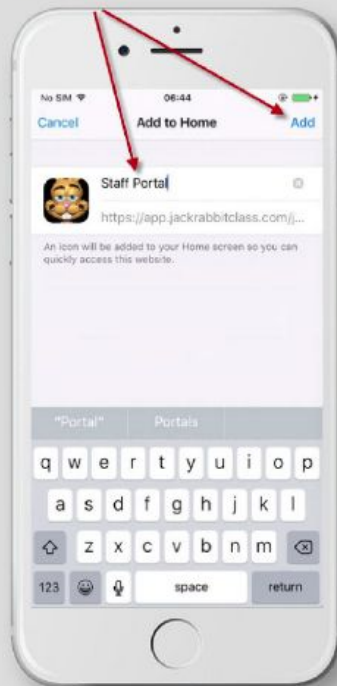 No SIM 06:44
Cancel Add to Home Add
Staff Portal
https://app.jackrabbitclass.com/j...
An icon will be added to your Home screen so you can
quickly access this website.
"Portal" Portals
q w e r t y u i o p
a s d f g h j k l
z x c v b n m
123 space return